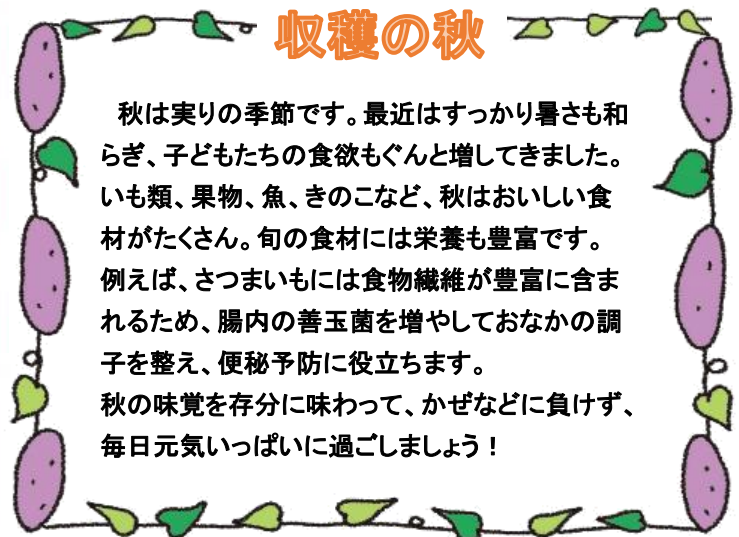 収穫の秋
秋は実りの季節です。最近はすっかり暑さも和
らぎ、子どもたちの食欲もぐんと増してきました。
いも類、果物、魚、きのこなど、秋はおいしい食
材がたくさん。旬の食材には栄養も豊富です。
例えば、さつまいもには食物繊維が豊富に含ま
れるため、腸内の善玉菌を増やしておなかの調
子を整え、便秘予防に役立ちます。
秋の味覚を存分に味わって、かぜなどに負けず、
毎日元気いっぱいに過ごしましょう！